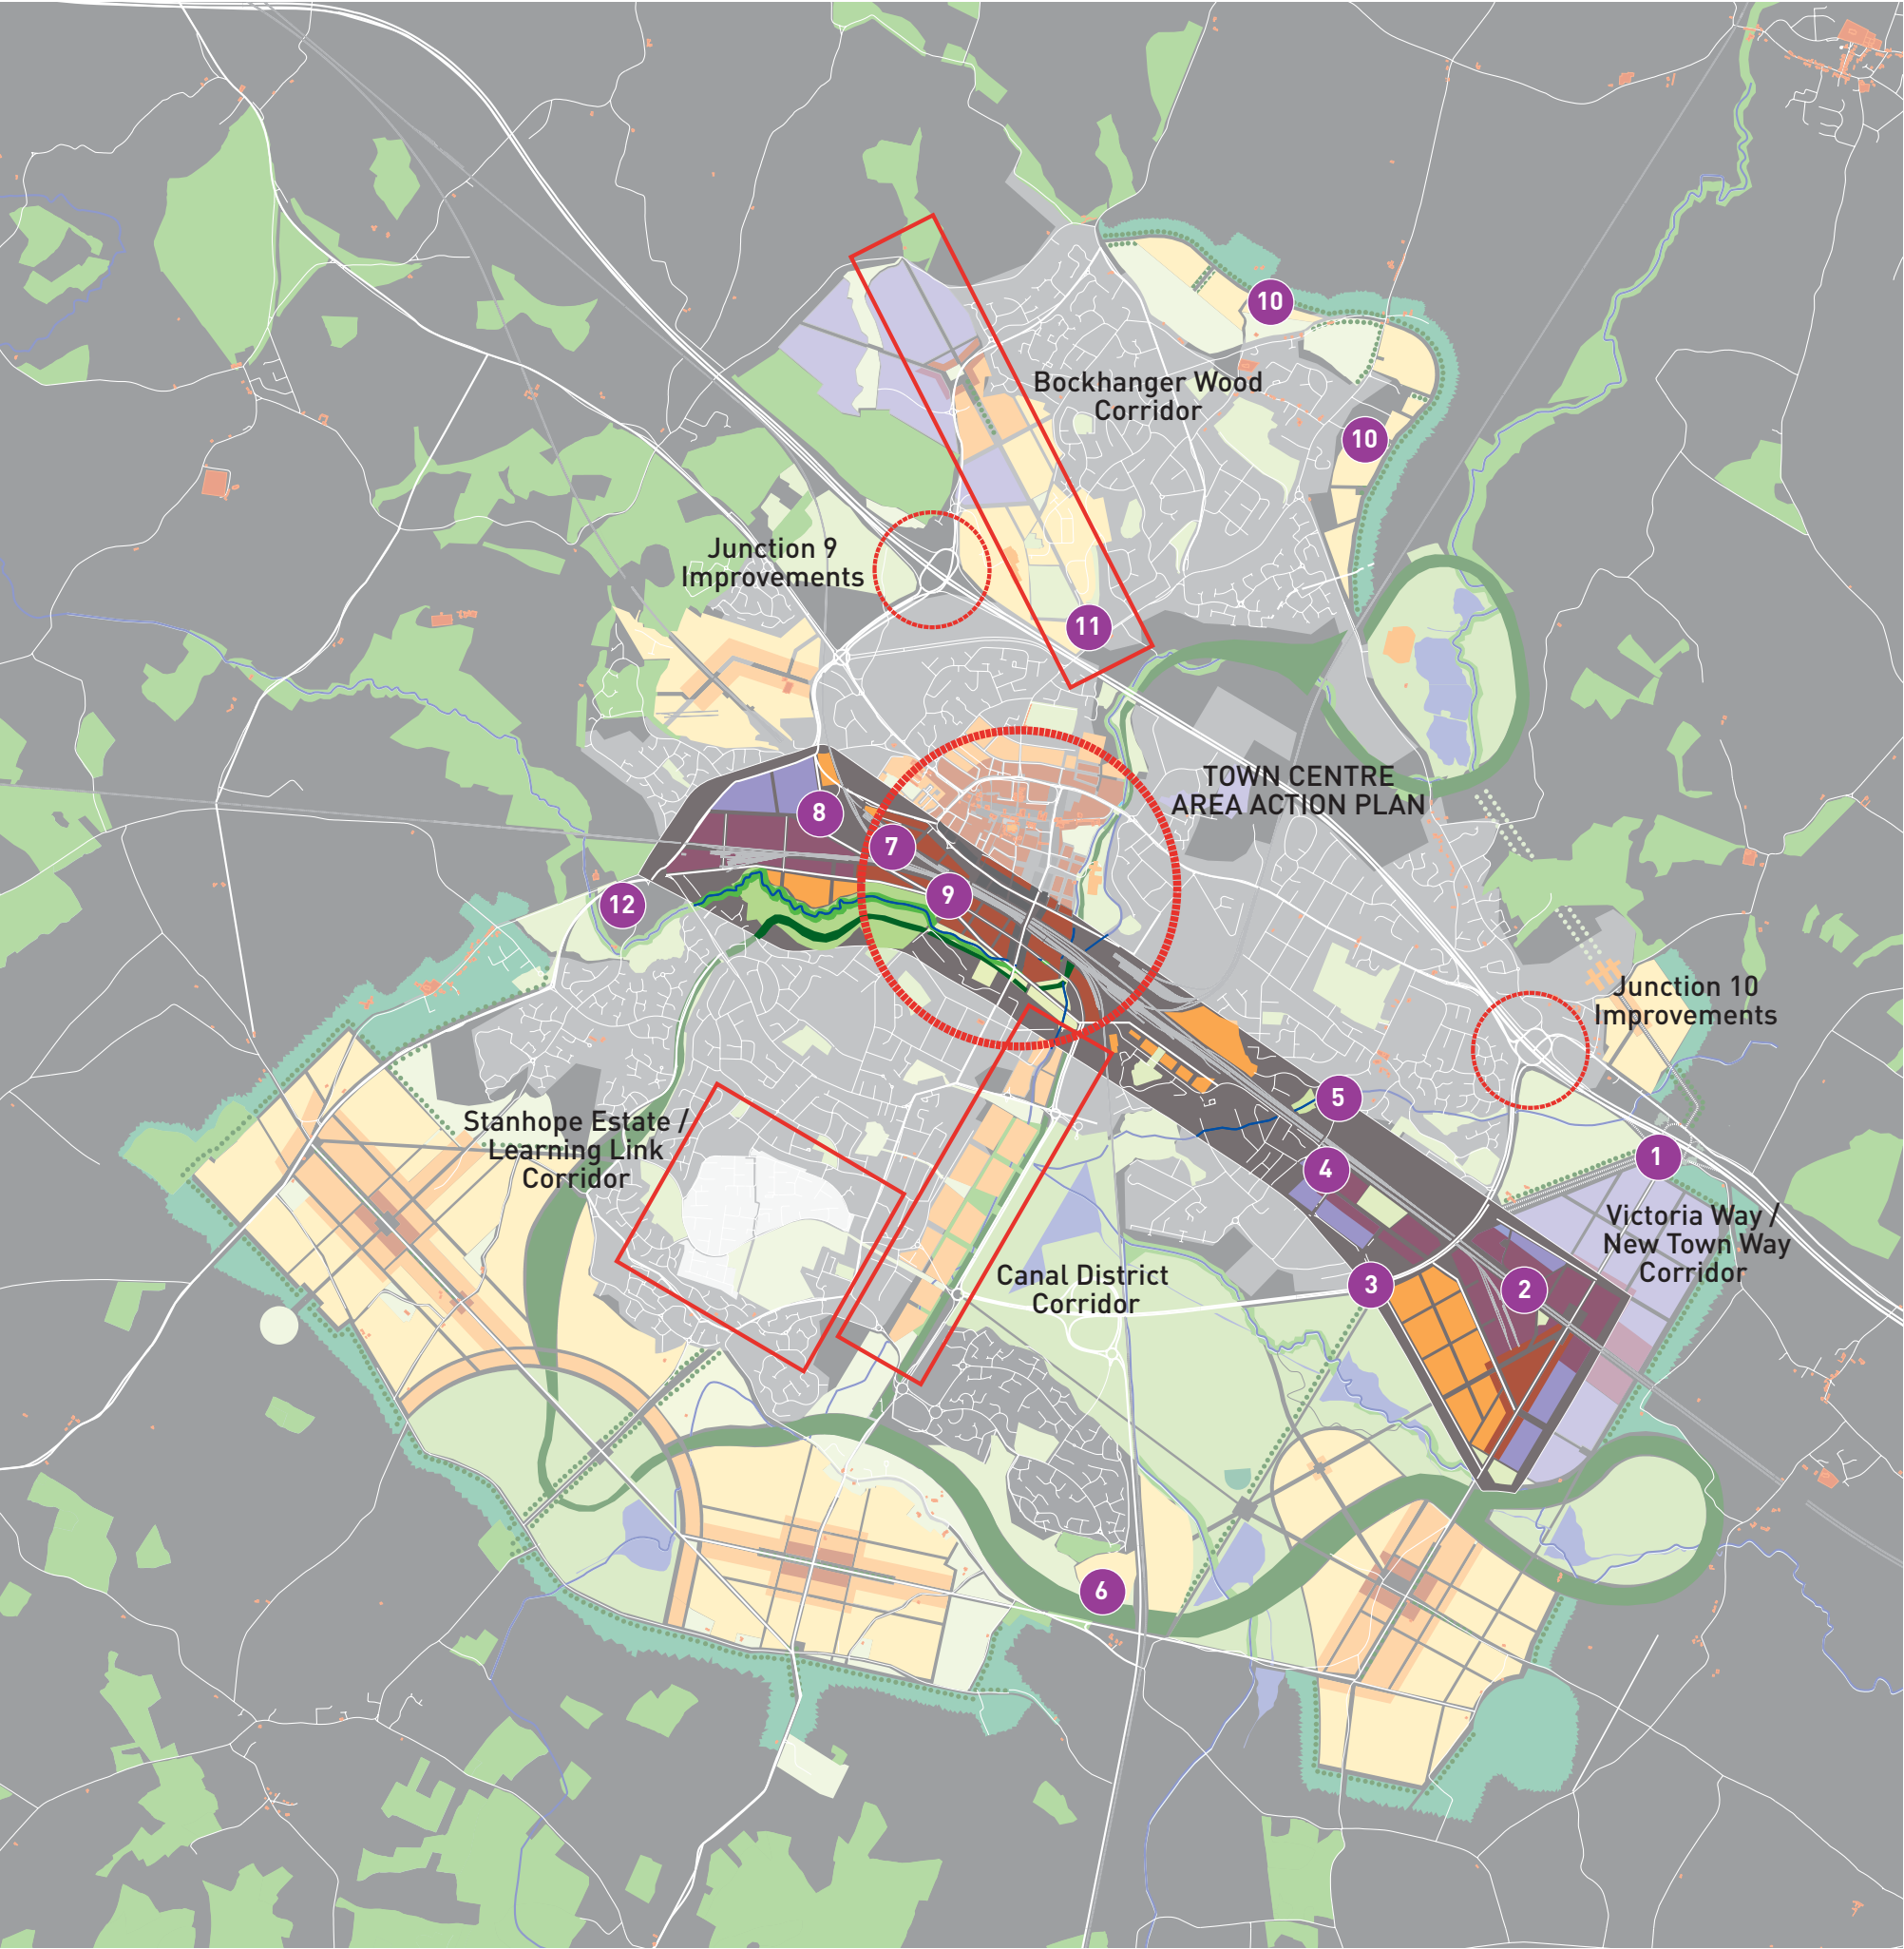 10
Bockhanger Wood
Corridor
10
Junction 9
Improvements
11
TOWN CENTRE
AREA ACTION PLAN
8
7
9
12
Junction 10
Improvements
5
Stanhope Estate /
Learning Link
Corridor
1
4
Victoria Way /
New Town Way
Corridor
Canal District
Corridor
3
2
6